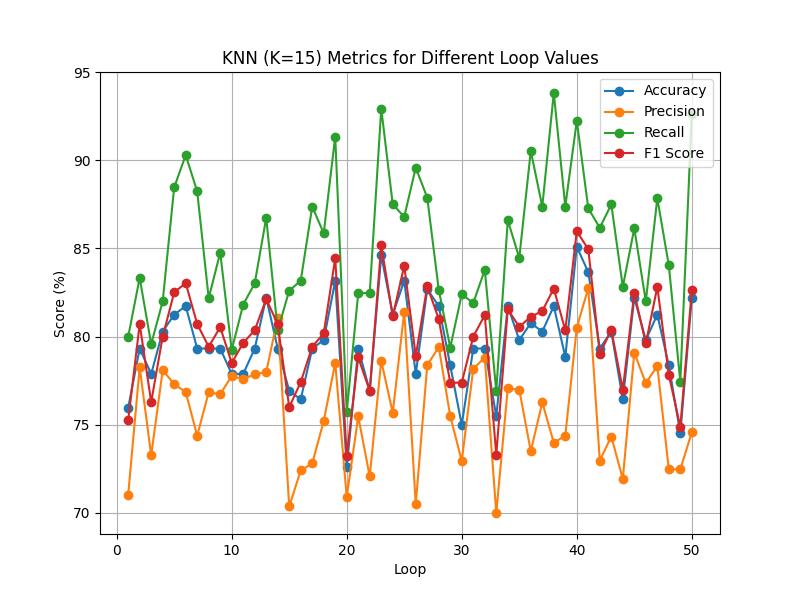 KNN (K=15) Metrics for Different Loop Values
Accuracy
Precision
Recall
F1 Score
Score (%)
95
90
85
80
75
70
0 10 20 30 40 50
Loop